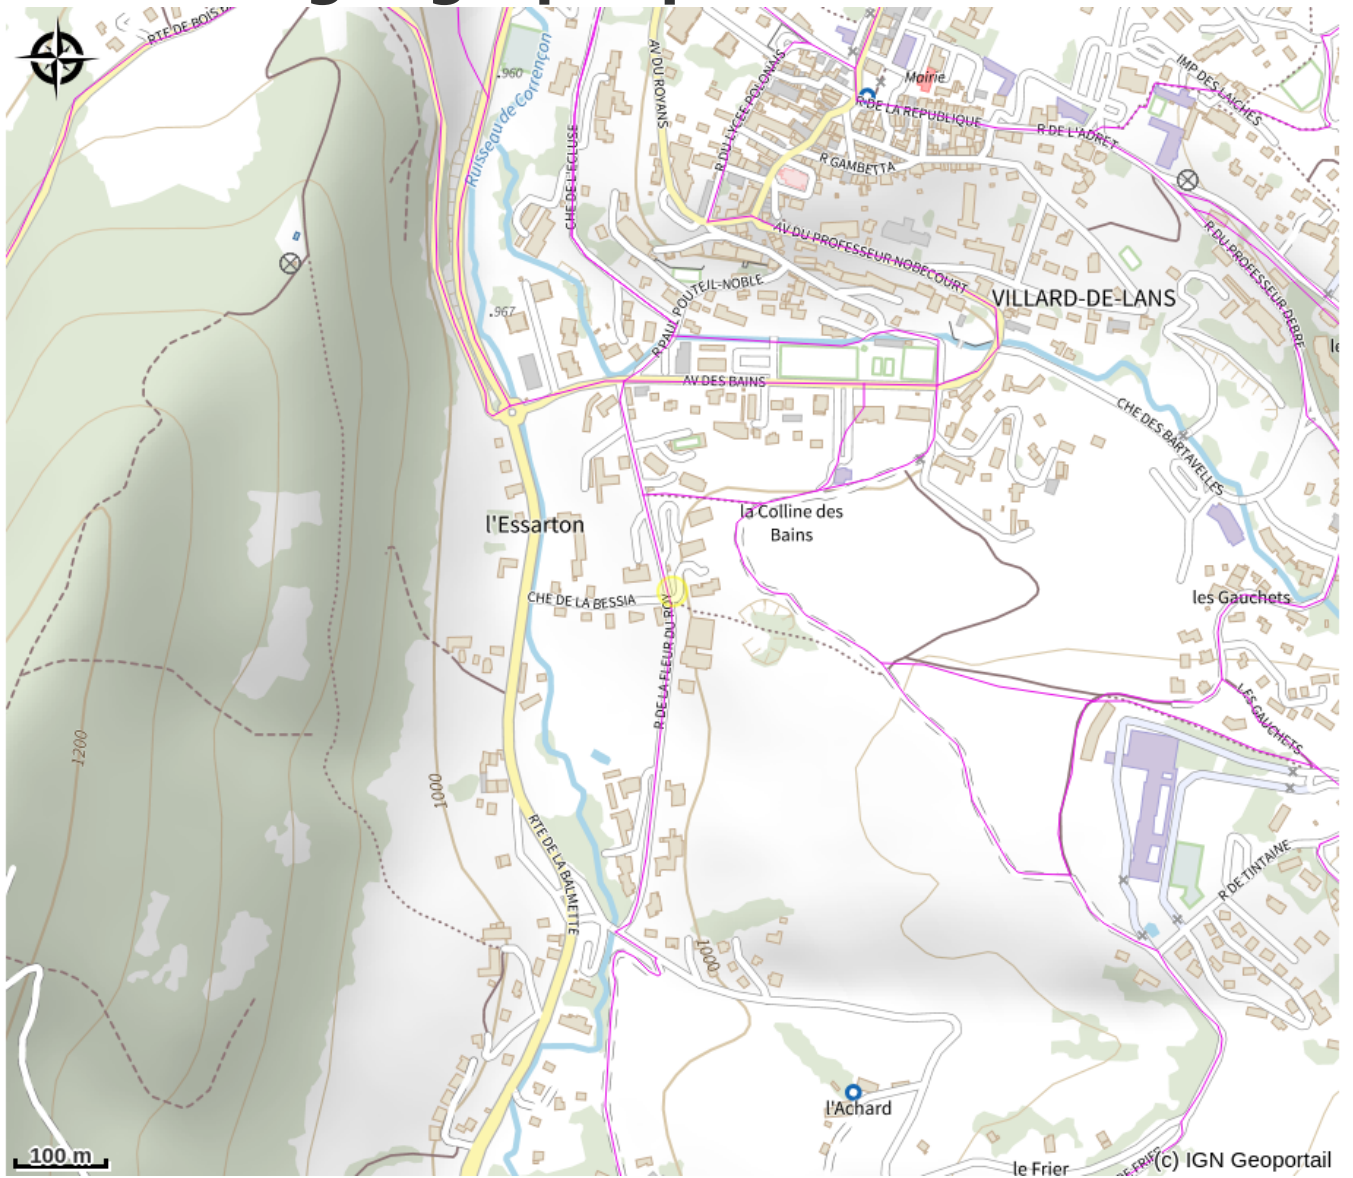 RTE DE BOIS
.960
Ruisseau de Corrençon
AV DU ROYANS
R DU LYCEE POLONAIS
Mairie
IMP DES LAICHES
R DE LA REPUBLIQUE
R DE L'ADRET
CHE DE L'ECLUSE
R GAMBETTA
AV DU PROFESSEUR NOBECOURT
R DU PROFESSEUR DEBRE
R PAUL POUTEIL-NOBLE
VILLARD-DE-LANS
.967
AV DES BAINS
CHE DES BARTAVELLES
l'Essarton
la Colline des
Bains
CHE DE LA BESSIA
les Gauchets
R DE LA FLEUR DU ROY
LES GAUCHETS
1200
1000
RTE DE LA BALMETTE
R DE TINTAINE
1000
l'Achard
100 m
le Frier
(c) IGN Geoportail